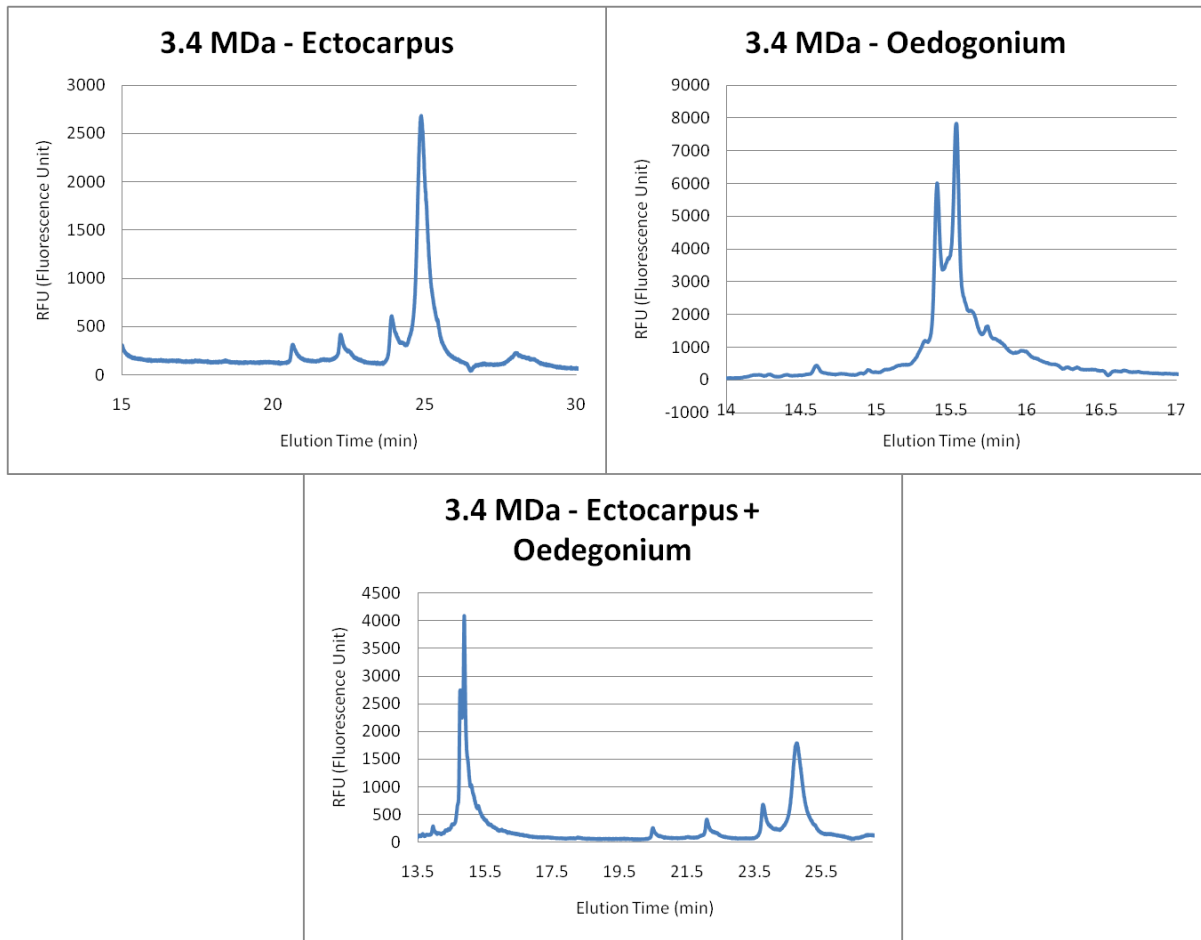 3.4 MDa - Ectocarpus
RFU (Fluorescence Unit)
3000
2500
2000
1500
1000
500
0
15 20 25 30
Elution Time (min)
3.4 MDa - Oedogonium
RFU (Fluorescence Unit)
9000
8000
7000
6000
5000
4000
3000
2000
1000
0
-1000
14 14.5 15 15.5 16 16.5 17
Elution Time (min)
3.4 MDa - Ectocarpus +
Oedegonium
RFU (Fluorescence Unit)
4500
4000
3500
3000
2500
2000
1500
1000
500
0
13.5 15.5 17.5 19.5 21.5 23.5 25.5
Elution Time (min)